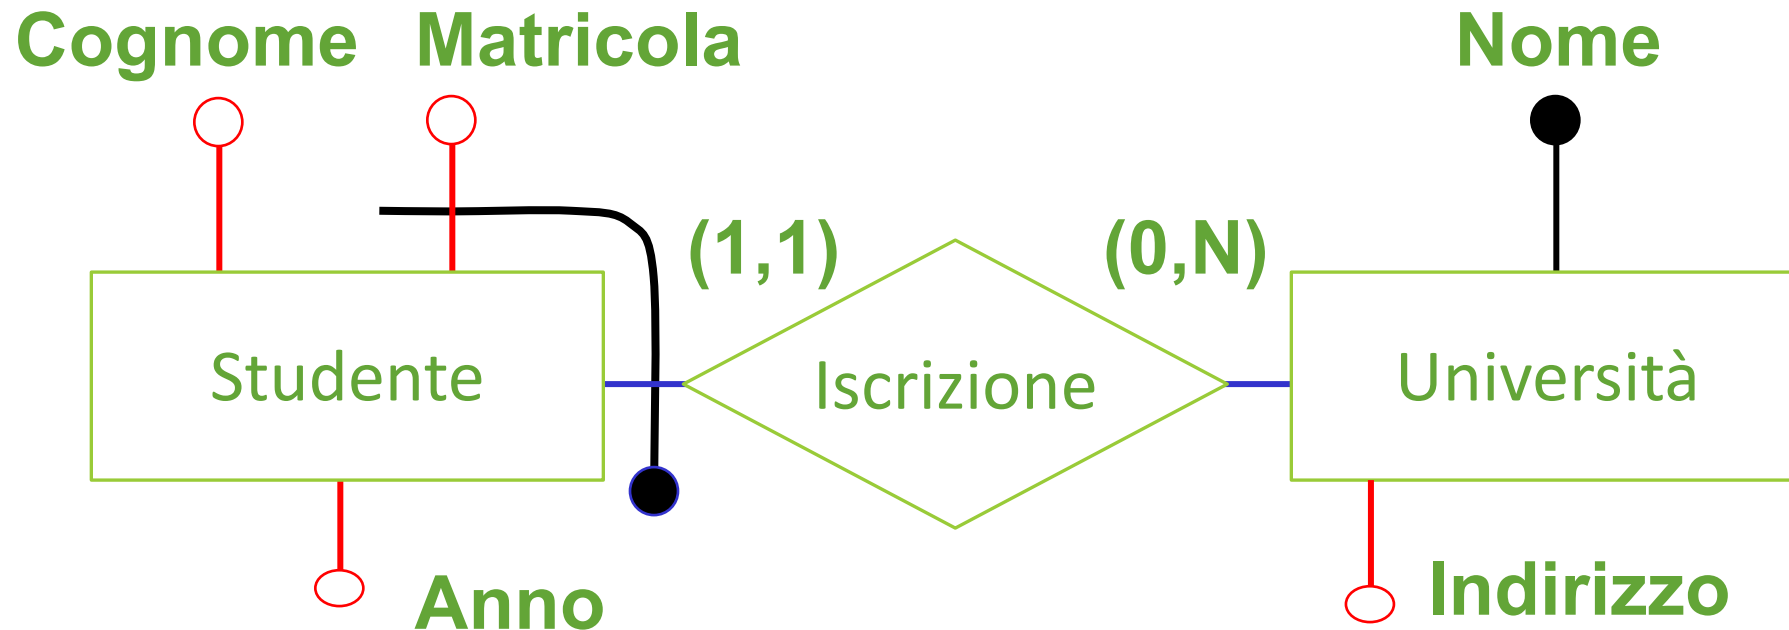 Cognome Matricola Nome
(1,1) (0,N)
Studente Iscrizione Università
Anno Indirizzo